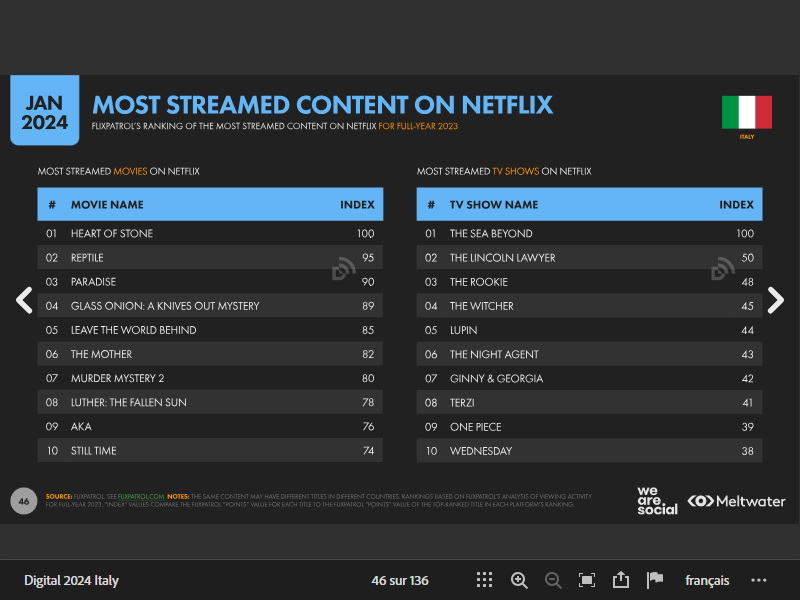 JAN
2024
MOST STREAMED CONTENT ON NETFLIX
FLIXPATROL'S RANKING OF THE MOST STREAMED CONTENT ON NETFLIX FOR FULL-YEAR 2023
ITALY
MOST STREAMED MOVIES ON NETFLIX
# MOVIE NAME INDEX
01 HEART OF STONE 100
02 REPTILE 95
03 PARADISE 90
04 GLASS ONION: A KNIVES OUT MYSTERY 89
05 LEAVE THE WORLD BEHIND 85
06 THE MOTHER 82
07 MURDER MYSTERY 2 80
08 LUTHER: THE FALLEN SUN 78
09 AKA 76
10 STILL TIME 74
MOST STREAMED TV SHOWS ON NETFLIX
# TV SHOW NAME INDEX
01 THE SEA BEYOND 100
02 THE LINCOLN LAWYER 50
03 THE ROOKIE 48
04 THE WITCHER 45
05 LUPIN 44
06 THE NIGHT AGENT 43
07 GINNY & GEORGIA 42
08 TERZI 41
09 ONE PIECE 39
10 WEDNESDAY 38
46
SOURCE: FLIXPATROL. SEE FLIXPATROL.COM. NOTES: THE SAME CONTENT MAY HAVE DIFFERENT TITLES IN DIFFERENT COUNTRIES. RANKINGS BASED ON FLIXPATROL'S ANALYSIS OF VIEWING ACTIVITY
FOR FULL-YEAR 2023. "INDEX" VALUES COMPARE THE FLIXPATROL "POINTS" VALUE FOR EACH TITLE TO THE FLIXPATROL "POINTS" VALUE OF THE TOP-RANKED TITLE IN EACH PLATFORM'S RANKING.
we
are
social
Meltwater
Digital 2024 Italy
46 sur 136
français